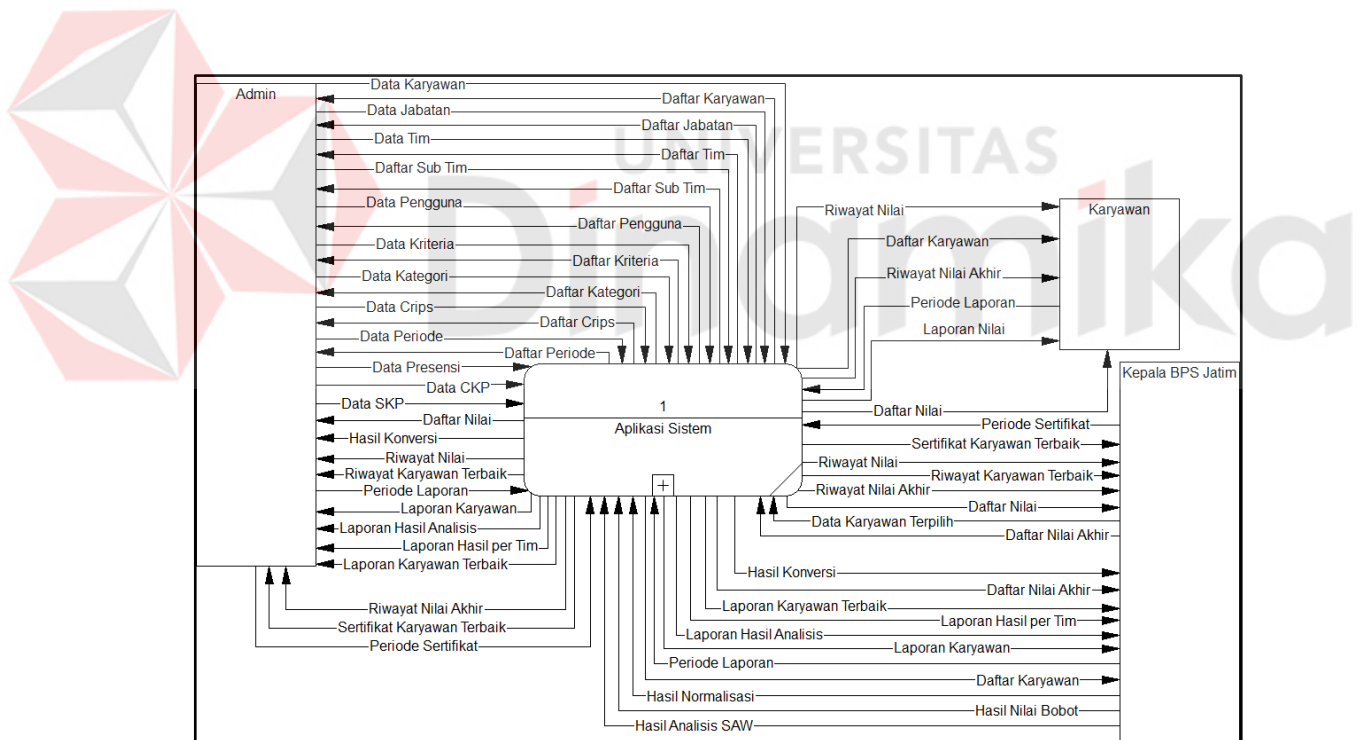 Admin
Data Karyawan
Daftar Karyawan
Data Jabatan
Daftar Jabatan
Data Tim
Daftar Tim
Daftar Sub Tim
Daftar Sub Tim
Data Pengguna
Daftar Pengguna
Data Kriteria
Daftar Kriteria
Data Kategori
Daftar Kategori
Data Crips
Daftar Crips
Data Periode
Daftar Periode
Data Presensi
Data CKP
Data SKP
Daftar Nilai
Hasil Konversi
Riwayat Nilai
Riwayat Karyawan Terbaik
Periode Laporan
Laporan Karyawan
Laporan Hasil Analisis
Laporan Hasil per Tim
Laporan Karyawan Terbaik
Riwayat Nilai Akhir
Sertifikat Karyawan Terbaik
Periode Sertifikat
1
Aplikasi Sistem
UNIVERSITAS
Dinamika
Karyawan
Riwayat Nilai
Daftar Karyawan
Riwayat Nilai Akhir
Periode Laporan
Laporan Nilai
Daftar Nilai
Kepala BPS Jatim
Periode Sertifikat
Sertifikat Karyawan Terbaik
Riwayat Nilai
Riwayat Karyawan Terbaik
Riwayat Nilai Akhir
Daftar Nilai
Data Karyawan Terpilih
Daftar Nilai Akhir
Hasil Konversi
Daftar Nilai Akhir
Laporan Karyawan Terbaik
Laporan Hasil per Tim
Laporan Hasil Analisis
Laporan Karyawan
Periode Laporan
Daftar Karyawan
Hasil Normalisasi
Hasil Nilai Bobot
Hasil Analisis SAW